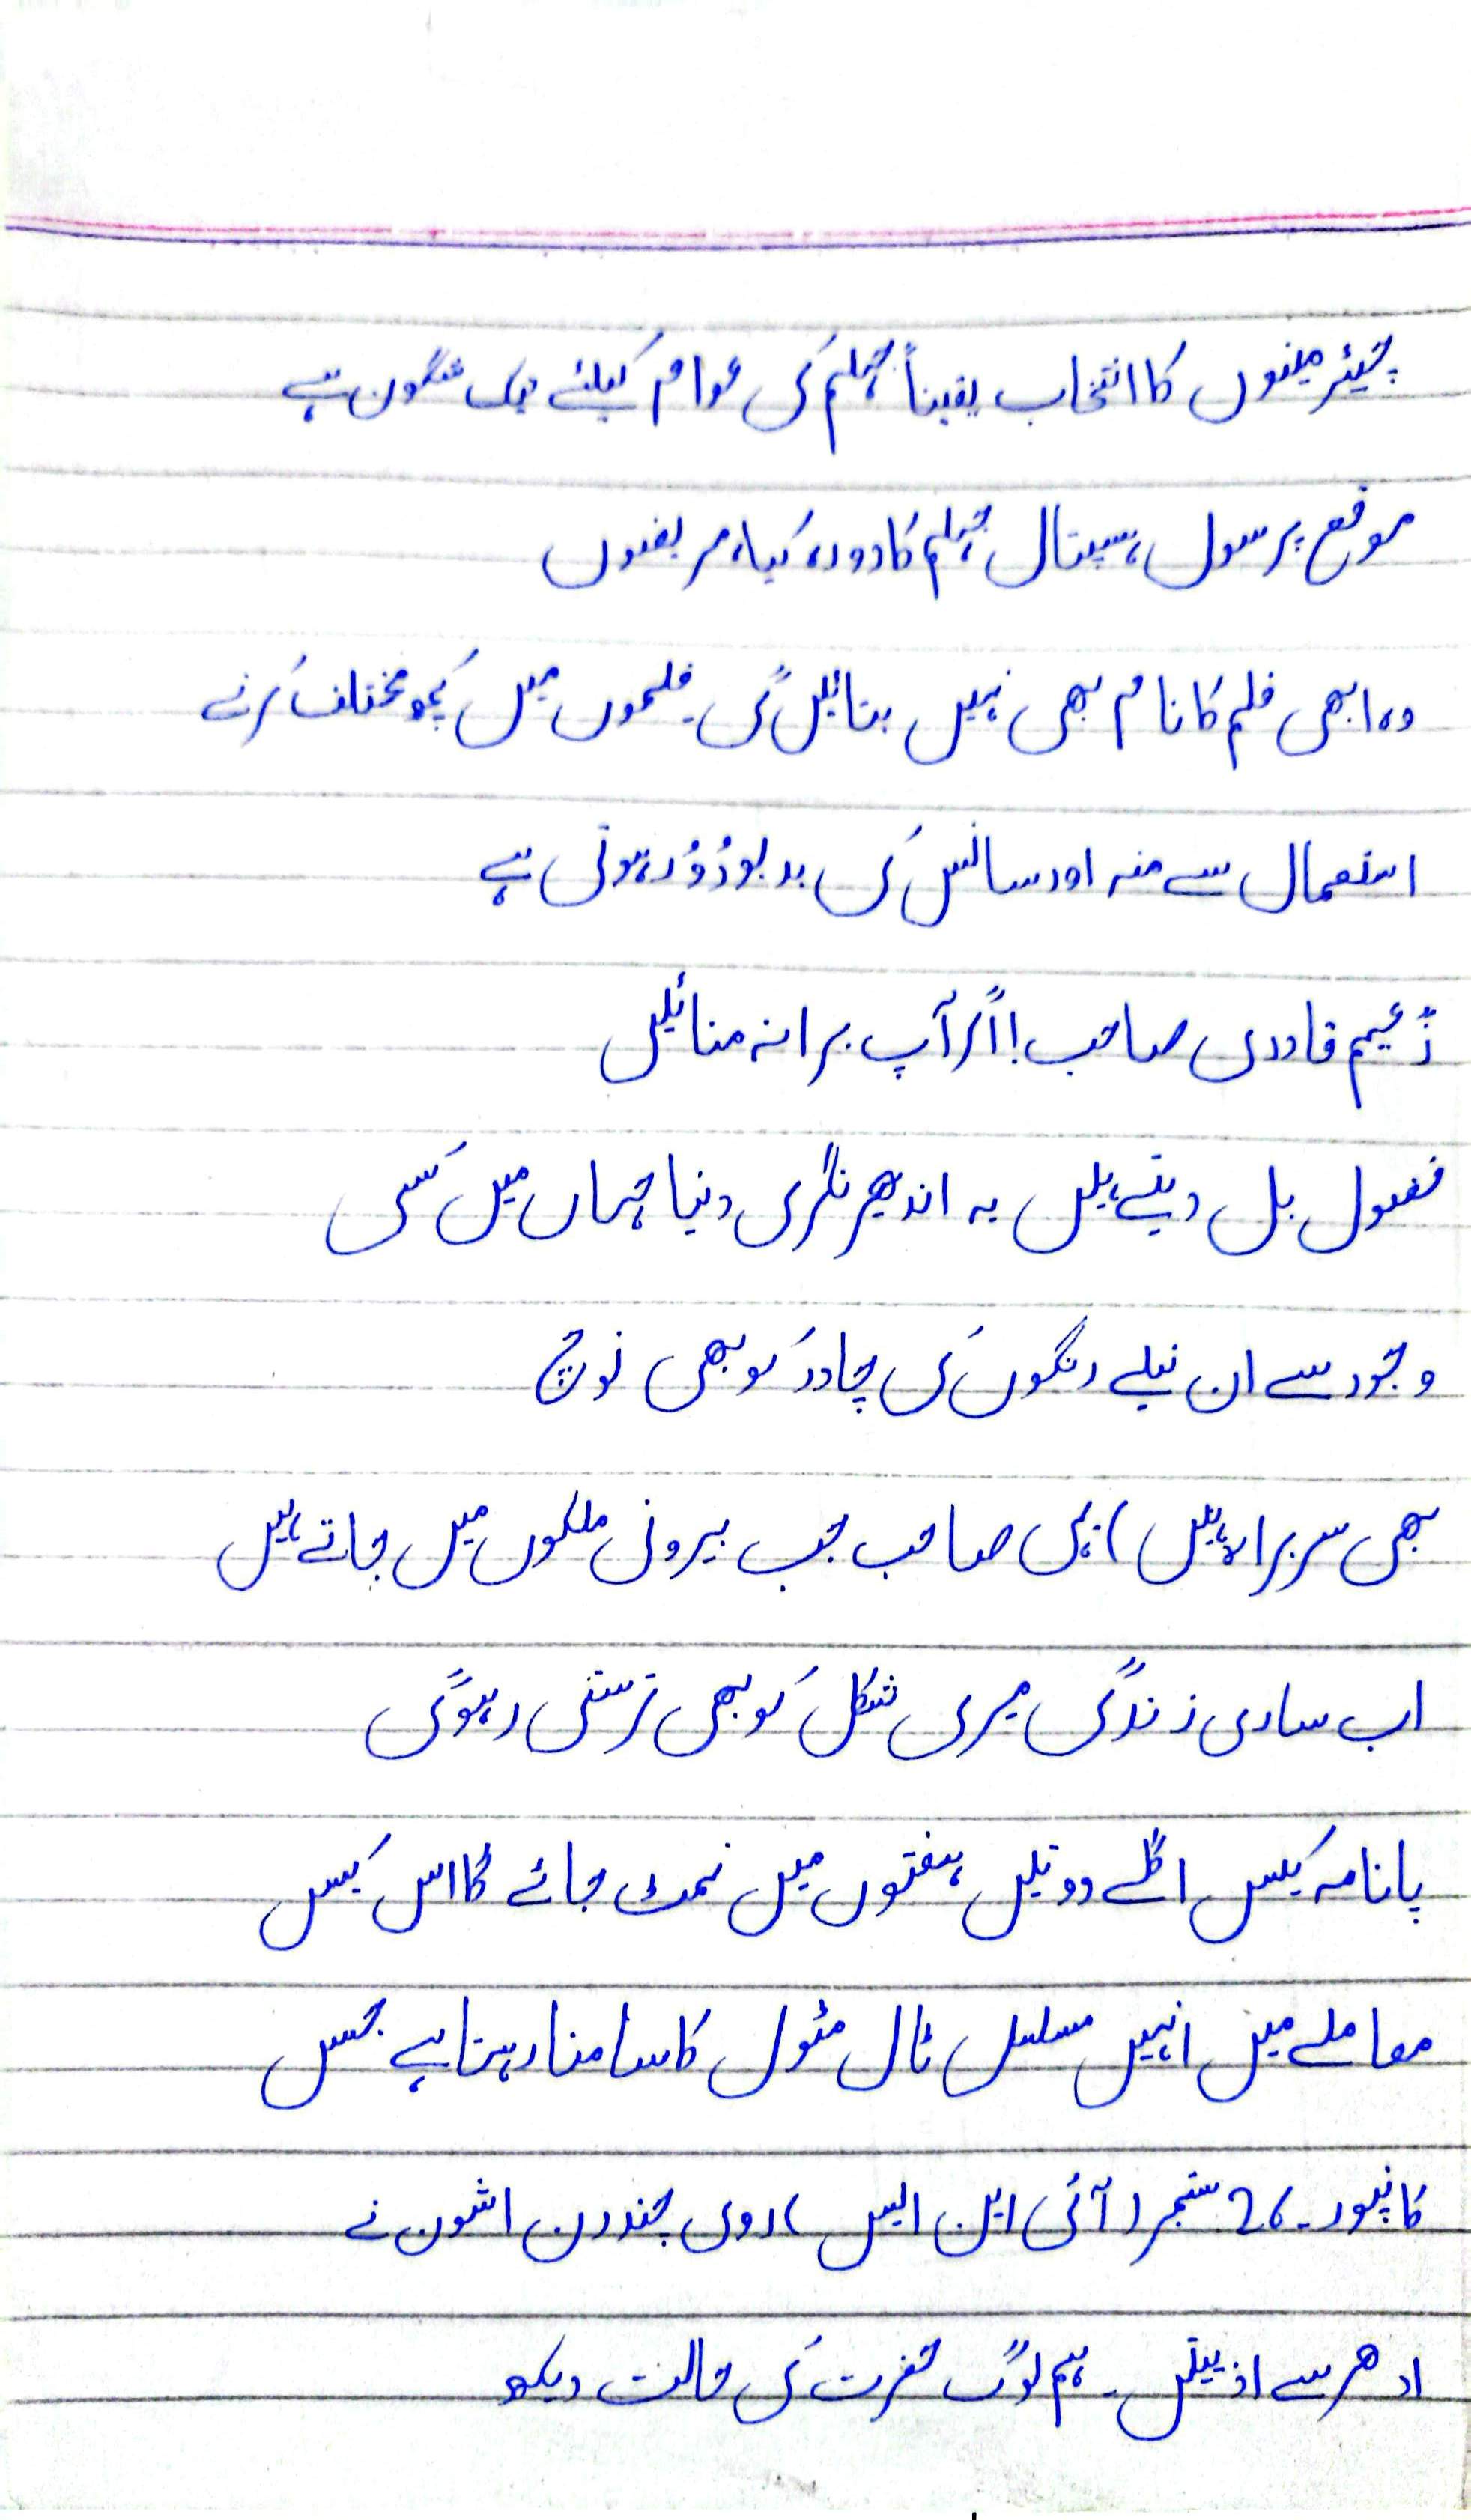 چیئرمینوں کا انتخاب یقیناً جہلم کی عوام کیلئے نیک شگون ہے
موقع پر سول ہسپتال جہلم کا دورہ کیا، مریضوں
وہ ابھی فلم کا نام بھی نہیں بتائیں گی۔ فلموں میں کچھ مختلف کرنے
استعمال سے منہ اور سانس کی بدبو دُور ہوتی ہے
زعیم قادری صاحب! اگر آپ برا نہ منائیں
فضول بل دیتے ہیں یہ اندھیر نگری دنیا جہاں میں کسی
وجود سے ان نیلے رنگوں کی چادر کو بھی نوچ
بھی سربراہ ہیں) ہی صاحب جب بیرونی ملکوں میں جاتے ہیں
اب ساری زندگی میری شکل کو بھی ترستی رہو گی
پانامہ کیس اگلے دو تین ہفتوں میں نمٹ جائے گا اس کیس
معاملے میں انہیں مسلسل ٹال مٹول کا سامنا رہتا ہے جس
کانپور۔ 26 ستمبر (آئی این ایس) روی چندرن اشون نے
ادھر سے اذیتیں۔ ہم لوگ حضرت کی حالت دیکھ